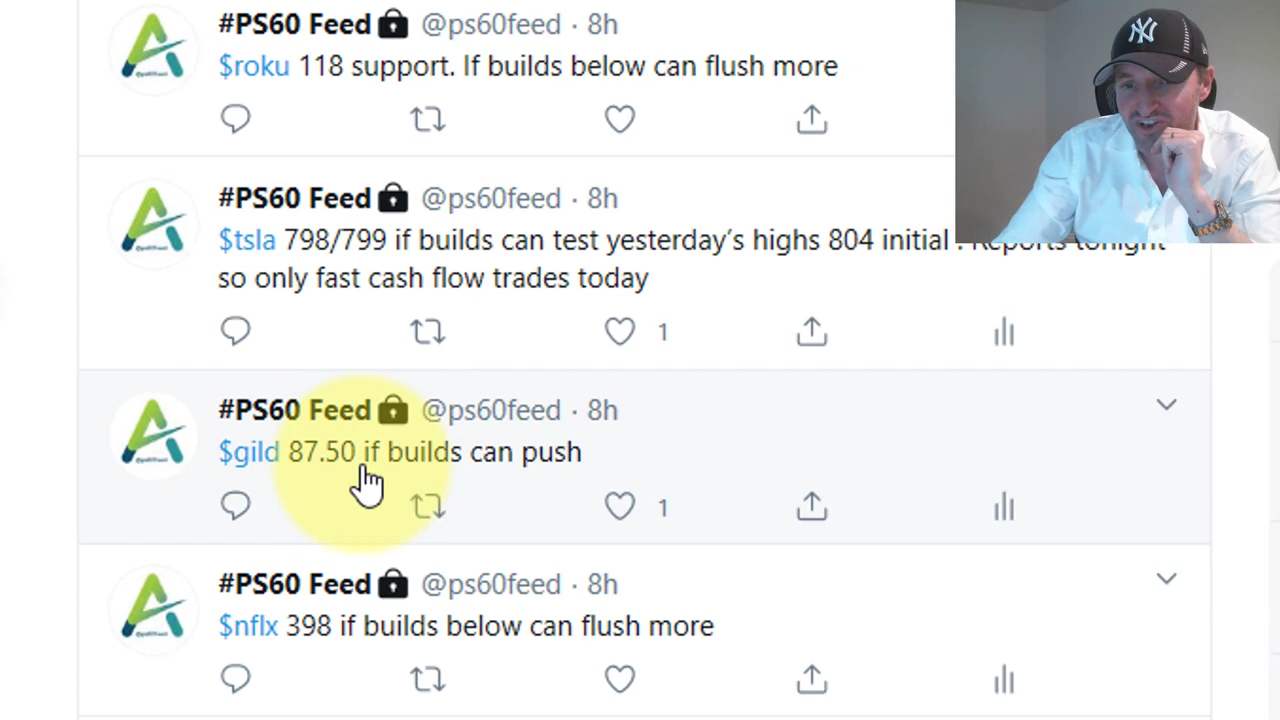 #PS60 Feed @ps60feed · 8h
$roku 118 support. If builds below can flush more
NY
#PS60 Feed @ps60feed · 8h
$tsla 798/799 if builds can test yesterday's highs 804 initial . Reports tonight
so only fast cash flow trades today
1
#PS60 Feed @ps60feed · 8h
$gild 87.50 if builds can push
1
#PS60 Feed @ps60feed · 8h
$nflx 398 if builds below can flush more